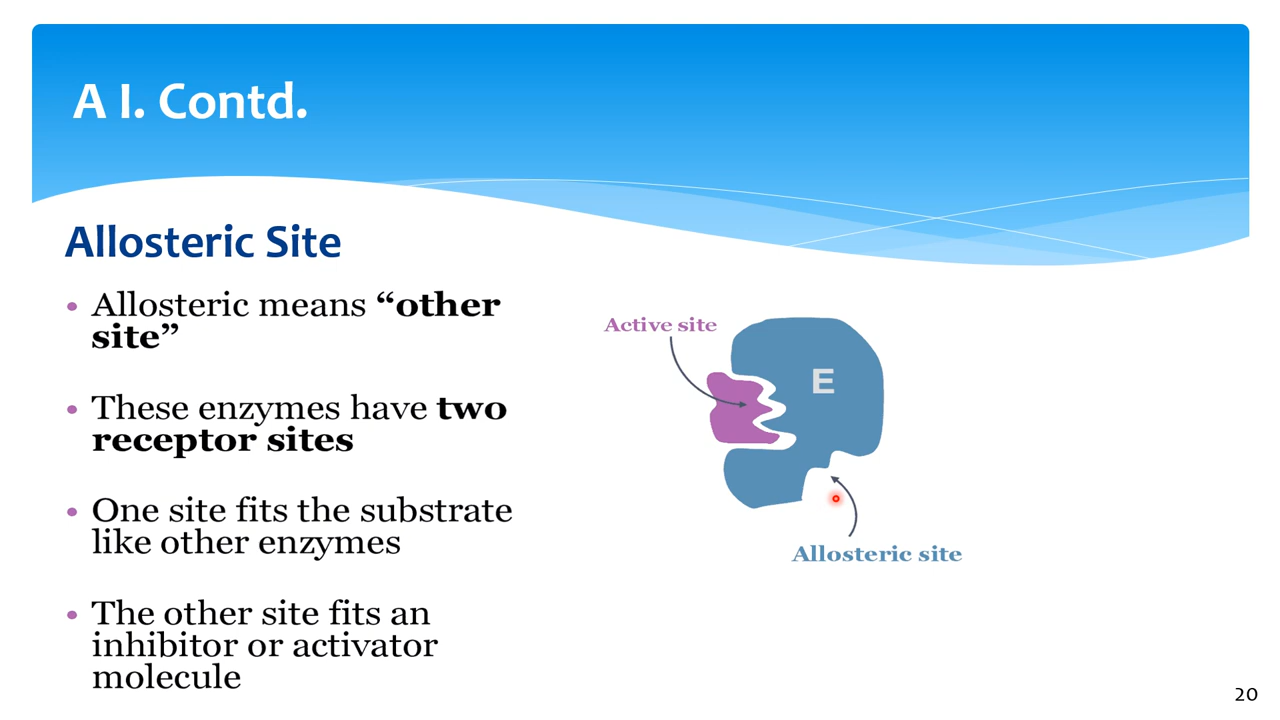 A I. Contd.
Allosteric Site
• Allosteric means “other
site”
• These enzymes have two
receptor sites
• One site fits the substrate
like other enzymes
• The other site fits an
inhibitor or activator
molecule
Active site
E
Allosteric site
20